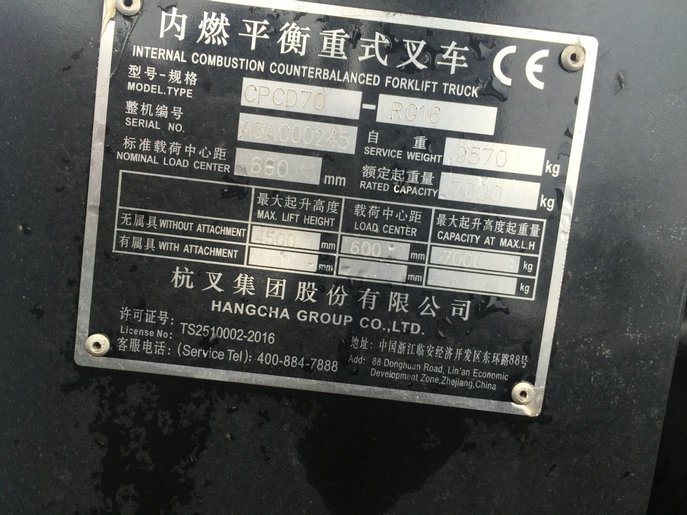 内燃平衡重式叉车 CE
INTERNAL COMBUSTION COUNTERBALANCED FORKLIFT TRUCK
型号-规格
MODEL.TYPE CPCD70 - RG16
整机编号
SERIAL NO. A3AC00245
自重
SERVICE WEIGHT 9570 kg
标准载荷中心距
NOMINAL LOAD CENTER mm
额定起重量
RATED CAPACITY 7000 kg
最大起升高度 载荷中心距 最大起升高度起重量
MAX. LIFT HEIGHT LOAD CENTER CAPACITY AT MAX.L.H
无属具 WITHOUT ATTACHMENT mm 600 mm 7000 kg
有属具 WITH ATTACHMENT mm mm kg
杭叉集团股份有限公司
HANGCHA GROUP CO.,LTD.
许可证号:
License No: TS2510002-2016
客服电话: (Service Tel): 400-884-7888
地址: 中国浙江临安经济开发区东环路88号
Add: 88 Donghuan Road, Lin'an Economic
Development Zone,Zhejiang,China